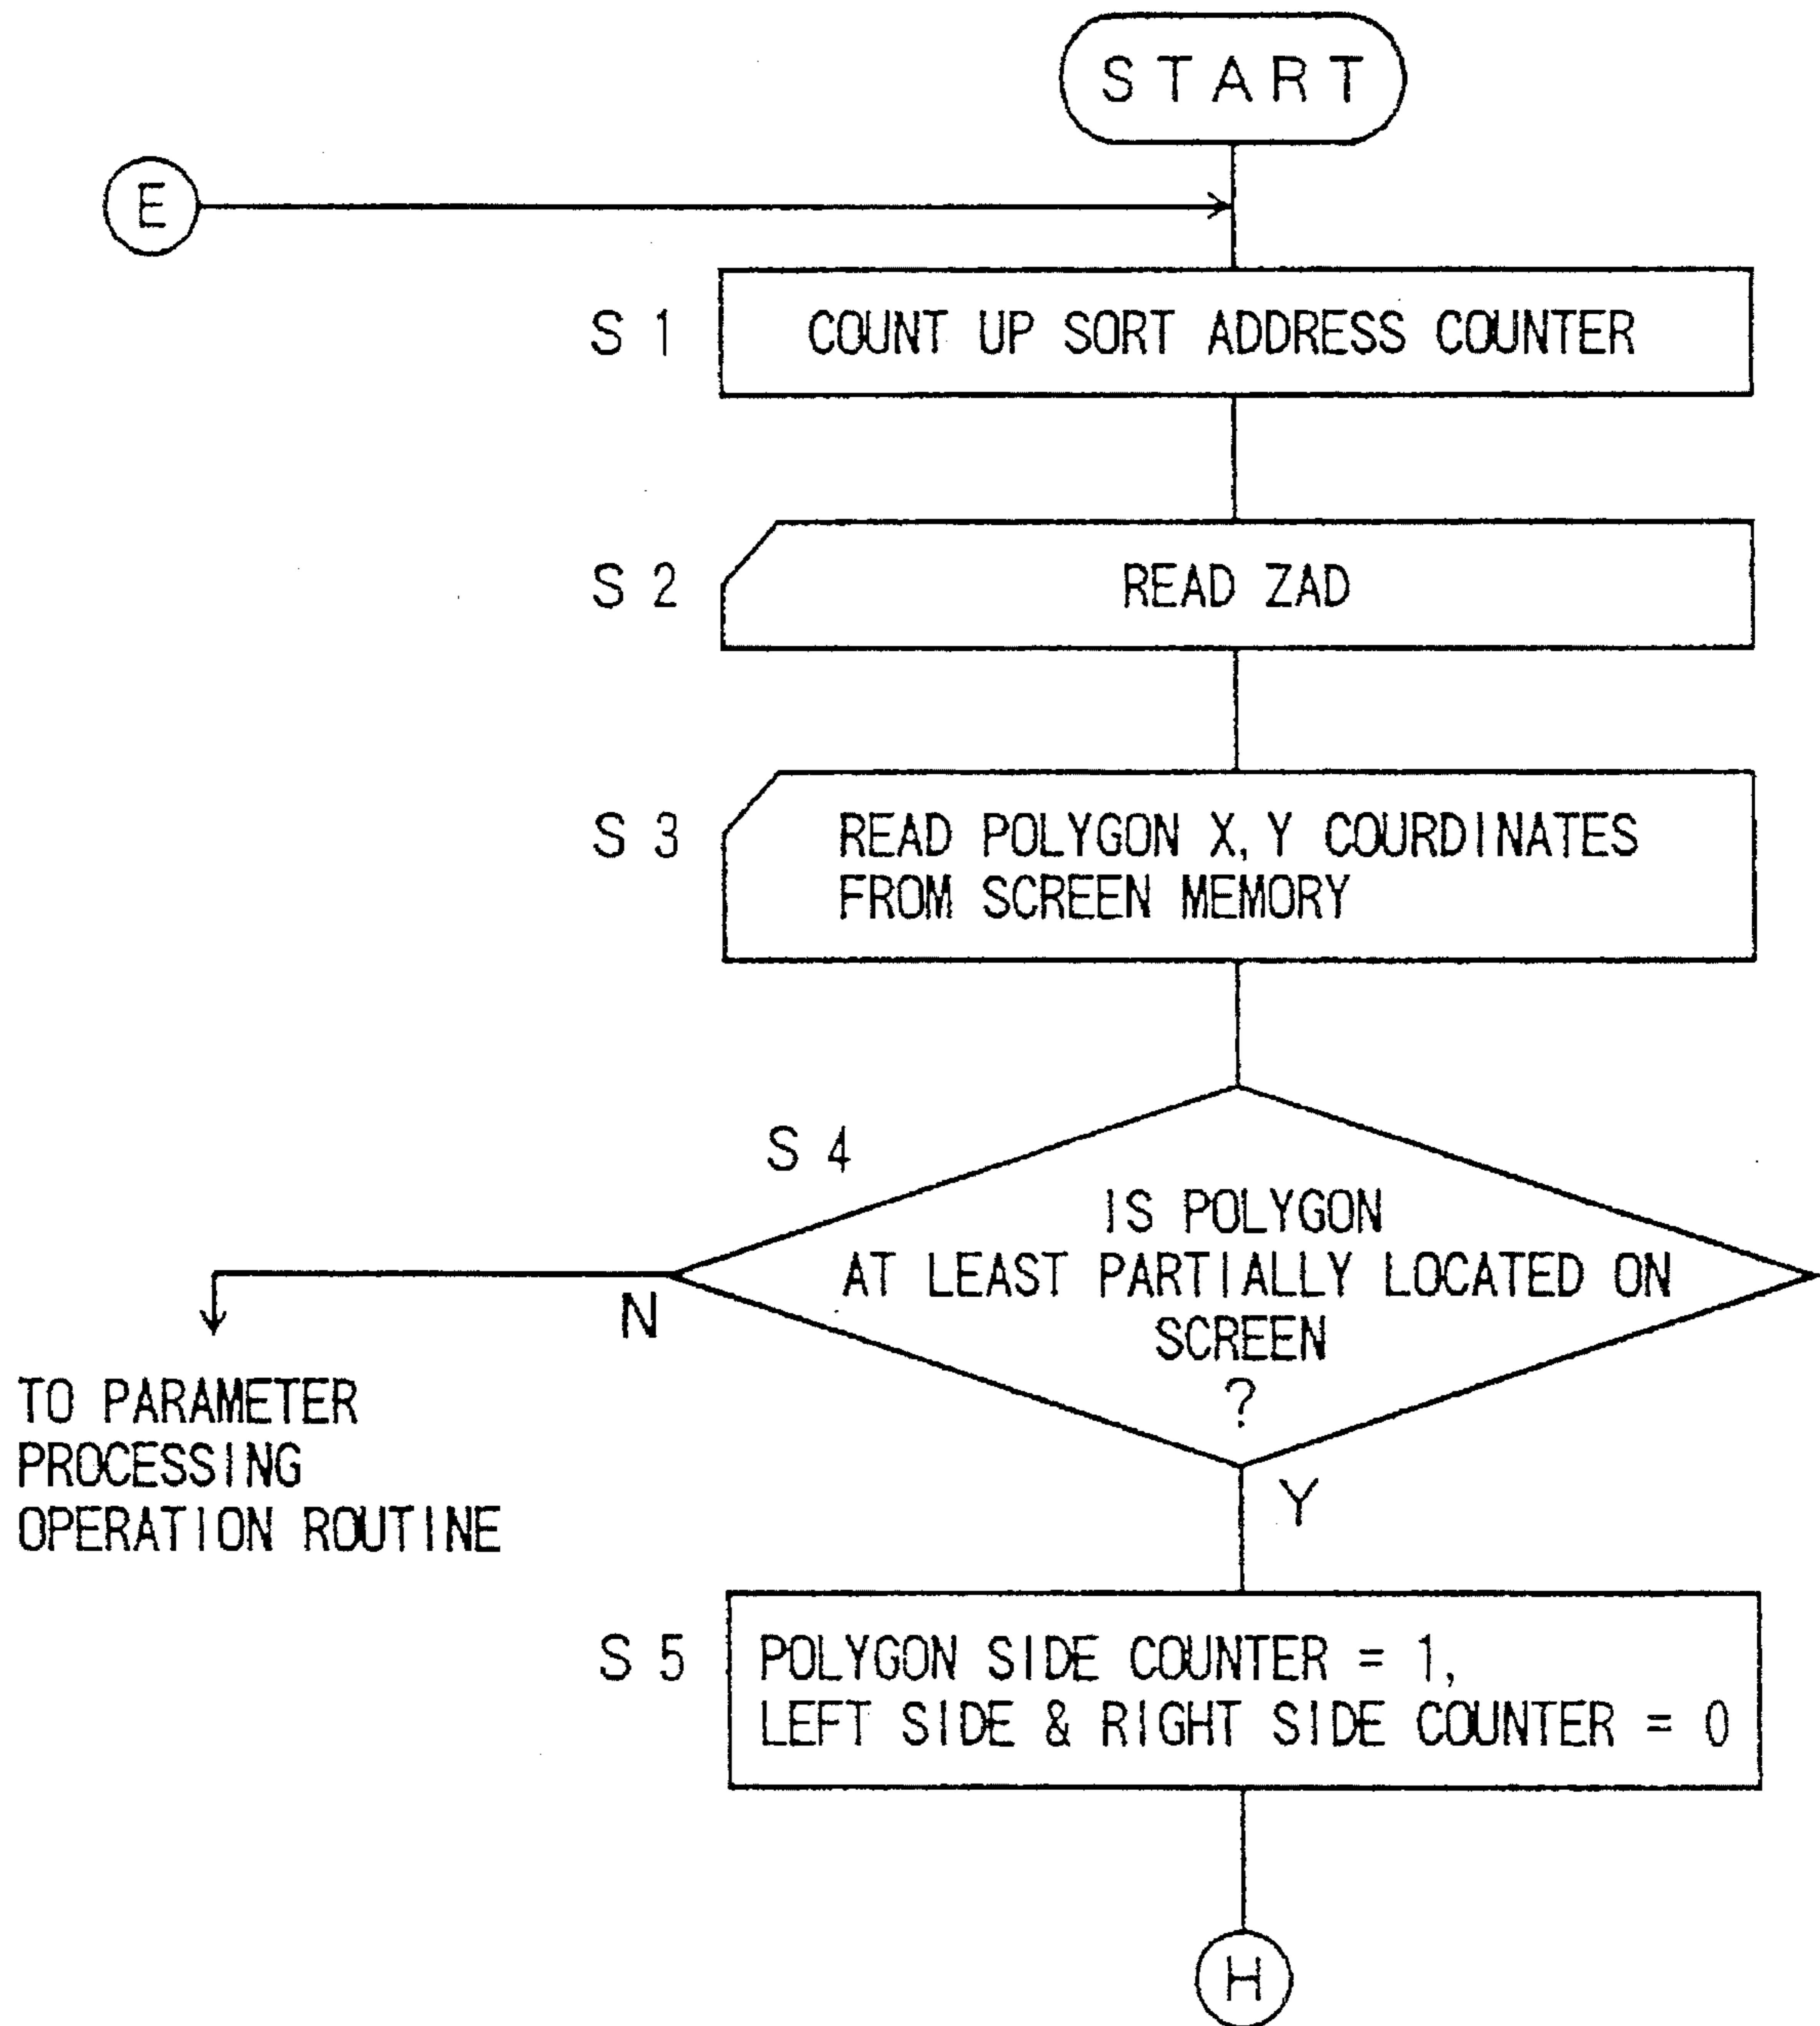 START
E
S 1
COUNT UP SORT ADDRESS COUNTER
S 2
READ ZAD
S 3
READ POLYGON X, Y COURDINATES
FROM SCREEN MEMORY
S 4
IS POLYGON
AT LEAST PARTIALLY LOCATED ON
SCREEN
?
N
TO PARAMETER
PROCESSING
OPERATION ROUTINE
Y
S 5
POLYGON SIDE COUNTER = 1,
LEFT SIDE & RIGHT SIDE COUNTER = 0
H